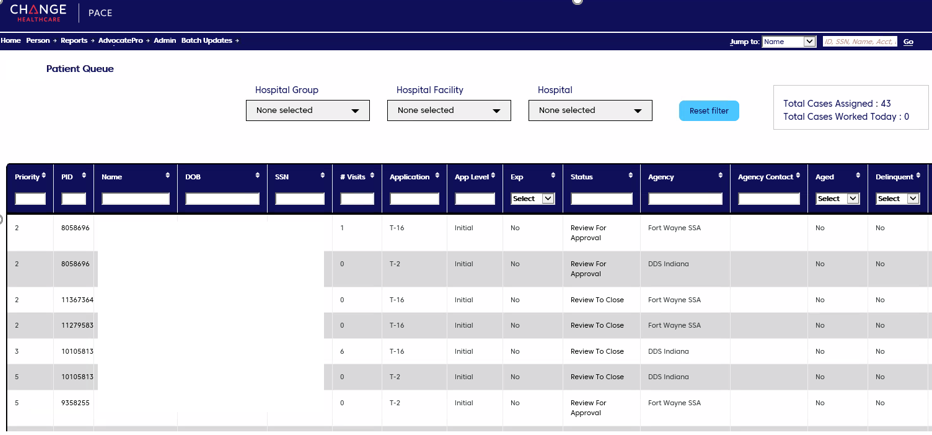 CHANGE PACE
HEALTHCARE
Home Person + Reports + AdvocatePro + Admin Batch Updates + Jump to: Name ID, SSN, Name, Acct, Go
Patient Queue
Hospital Group Hospital Facility Hospital
None selected None selected None selected Reset filter
Total Cases Assigned : 43
Total Cases Worked Today : 0
Priority PID Name DOB SSN # Visits Application App Level Exp Status Agency Agency Contact Aged Delinquent
Select Select Select
2 8058696 1 T-16 Initial No Review For Fort Wayne SSA No No
Approval
2 8058696 0 T-2 Initial No Review For DDS Indiana No No
Approval
2 11367364 0 T-16 Initial No Review To Close Fort Wayne SSA No No
2 11279583 0 T-16 Initial No Review To Close Fort Wayne SSA No No
3 10105813 6 T-16 Initial No Review To Close DDS Indiana No No
5 10105813 0 T-2 Initial No Review To Close DDS Indiana No No
5 9358255 0 T-2 Initial No Review For Fort Wayne SSA No No
Approval